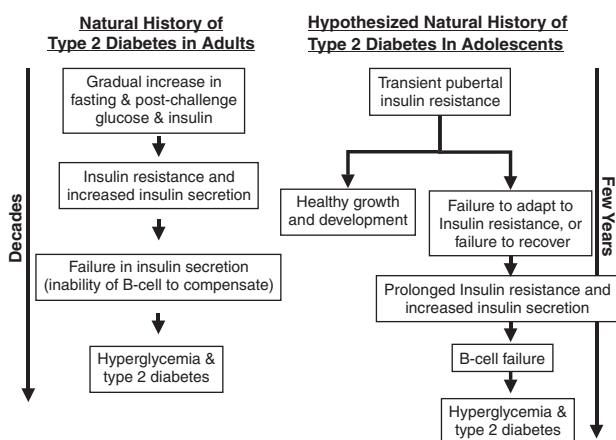 Natural History of
Type 2 Diabetes in Adults
Decades
Gradual increase in
fasting & post-challenge
glucose & insulin
Insulin resistance and
increased insulin secretion
Failure in insulin secretion
(inability of B-cell to compensate)
Hyperglycemia &
type 2 diabetes
Hypothesized Natural History of
Type 2 Diabetes In Adolescents
Transient pubertal
insulin resistance
Healthy growth
and development
Failure to adapt to
Insulin resistance, or
failure to recover
Prolonged Insulin resistance and
increased insulin secretion
B-cell failure
Hyperglycemia &
type 2 diabetes
Few Years